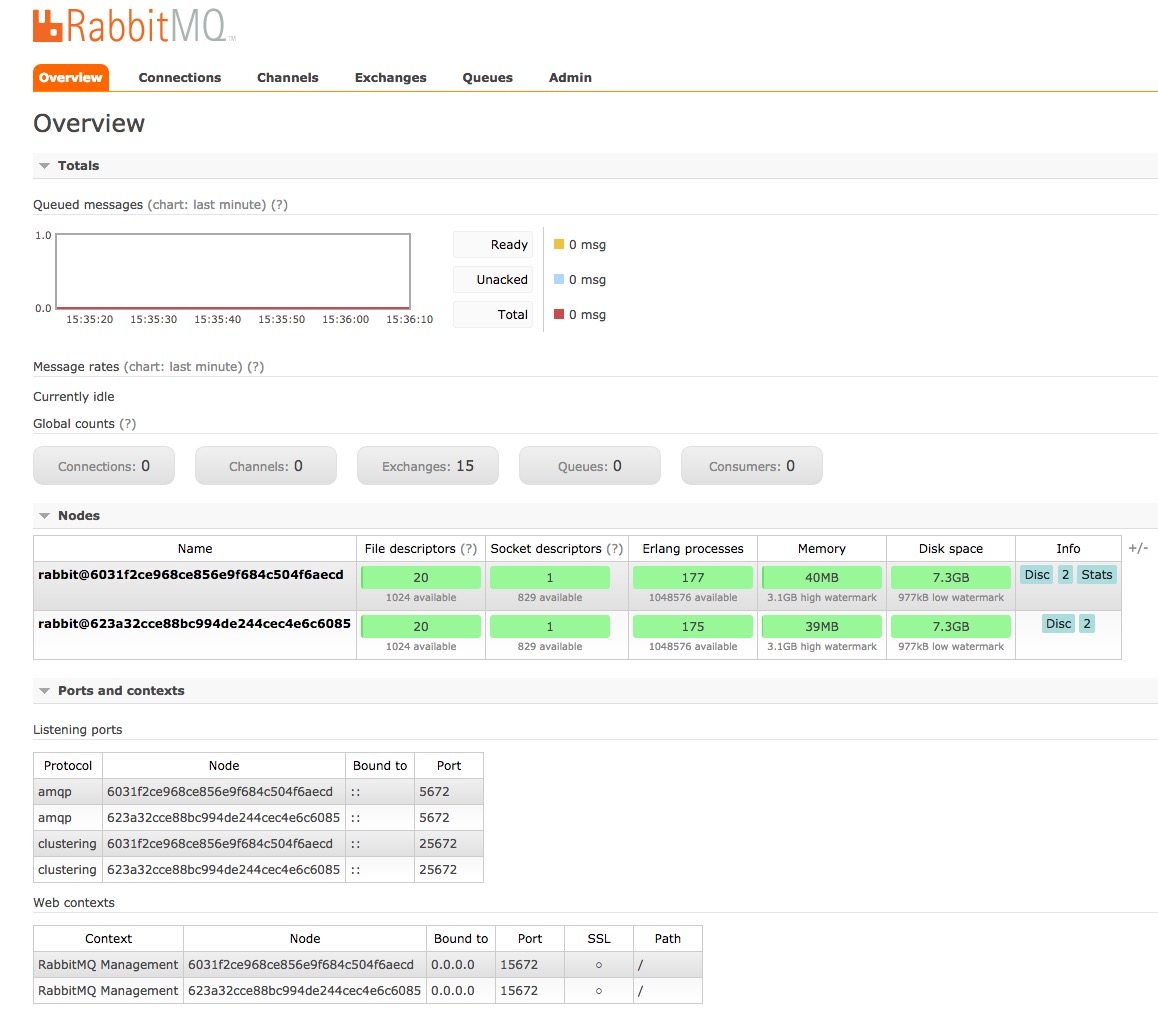 RabbitMQ™
Overview Connections Channels Exchanges Queues Admin
Overview
Totals
Queued messages (chart: last minute) (?)
1.0
0.0
15:35:20 15:35:30 15:35:40 15:35:50 15:36:00 15:36:10
Ready 0 msg
Unacked 0 msg
Total 0 msg
Message rates (chart: last minute) (?)
Currently idle
Global counts (?)
Connections: 0 Channels: 0 Exchanges: 15 Queues: 0 Consumers: 0
Nodes
Name File descriptors (?) Socket descriptors (?) Erlang processes Memory Disk space Info +/-
rabbit@6031f2ce968ce856e9f684c504f6aecd 20 1 177 40MB 7.3GB Disc 2 Stats
1024 available 829 available 1048576 available 3.1GB high watermark 977kB low watermark
rabbit@623a32cce88bc994de244cec4e6c6085 20 1 175 39MB 7.3GB Disc 2
1024 available 829 available 1048576 available 3.1GB high watermark 977kB low watermark
Ports and contexts
Listening ports
Protocol Node Bound to Port
amqp 6031f2ce968ce856e9f684c504f6aecd :: 5672
amqp 623a32cce88bc994de244cec4e6c6085 :: 5672
clustering 6031f2ce968ce856e9f684c504f6aecd :: 25672
clustering 623a32cce88bc994de244cec4e6c6085 :: 25672
Web contexts
Context Node Bound to Port SSL Path
RabbitMQ Management 6031f2ce968ce856e9f684c504f6aecd 0.0.0.0 15672 ○ /
RabbitMQ Management 623a32cce88bc994de244cec4e6c6085 0.0.0.0 15672 ○ /